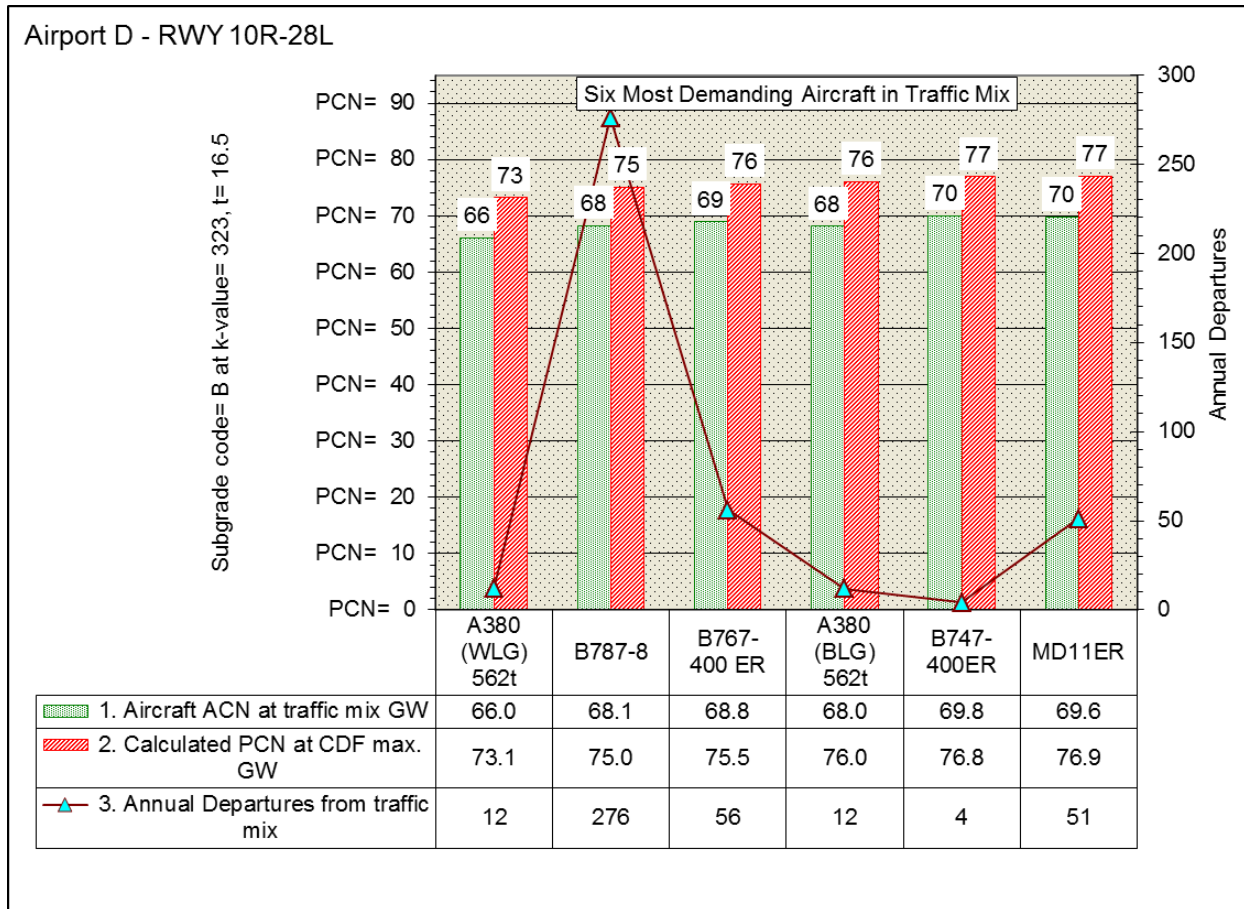 Airport D - RWY 10R-28L
Six Most Demanding Aircraft in Traffic Mix
Subgrade code= B at k-value= 323, t= 16.5
PCN= 90
PCN= 80
PCN= 70
PCN= 60
PCN= 50
PCN= 40
PCN= 30
PCN= 20
PCN= 10
PCN= 0
66
73
68
75
69
76
68
76
70
77
70
77
300
250
200
150
100
50
0
Annual Departures
A380
(WLG)
562t
B787-8
B767-
400 ER
A380
(BLG)
562t
B747-
400ER
MD11ER
1. Aircraft ACN at traffic mix GW 66.0 68.1 68.8 68.0 69.8 69.6
2. Calculated PCN at CDF max.
GW
73.1 75.0 75.5 76.0 76.8 76.9
3. Annual Departures from traffic
mix
12 276 56 12 4 51